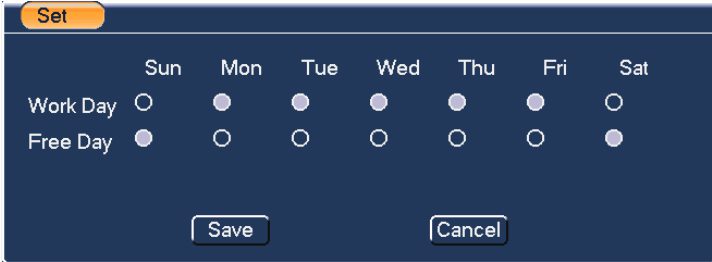 Set
Sun Mon Tue Wed Thu Fri Sat
Work Day
Free Day
Save Cancel